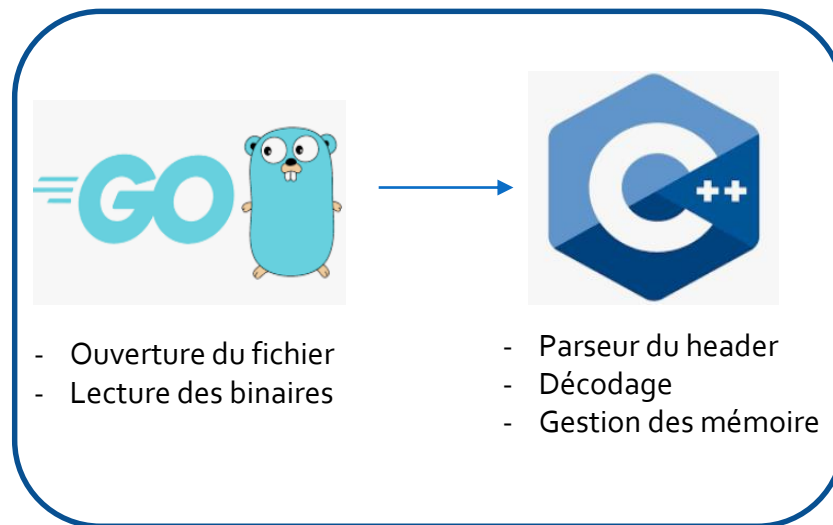 GO
C++
- Ouverture du fichier
- Lecture des binaires
- Parseur du header
- Décodage
- Gestion des mémoire